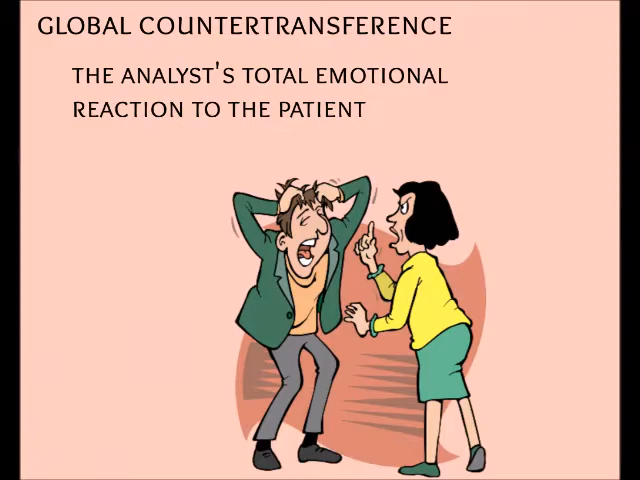 GLOBAL COUNTERTRANSFERENCE
THE ANALYST'S TOTAL EMOTIONAL
REACTION TO THE PATIENT